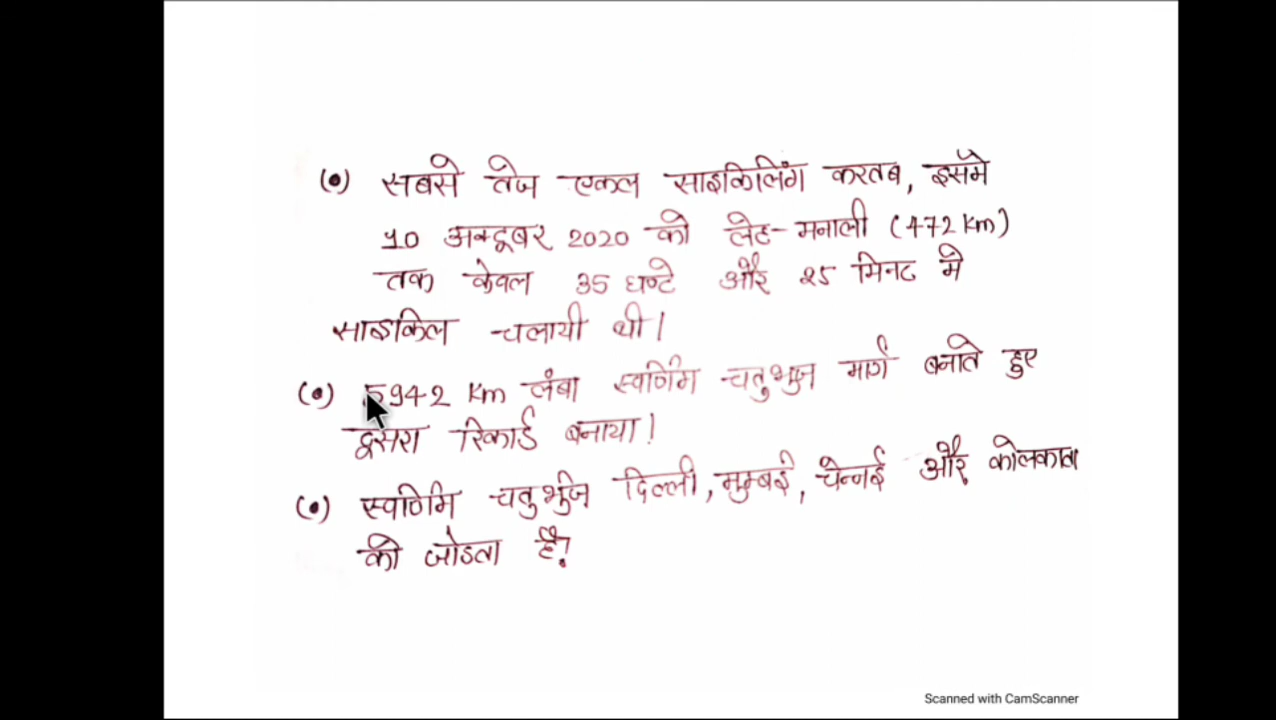 (•) सबसे तेज एकल साइकिलिंग करतब, इसमे
10 अक्टूबर 2020 को लेह-मनाली (472 Km)
तक केवल 35 घण्टे और 25 मिनट मे
साइकिल चलायी थी।
(•) 5942 Km लंबा स्वर्णिम चतुर्भुज मार्ग बनाते हुए
दूसरा रिकार्ड बनाया।
(•) स्वर्णिम चतुर्भुज दिल्ली, मुम्बई, चेन्नई और कोलकाता
को जोडता है?
Scanned with CamScanner